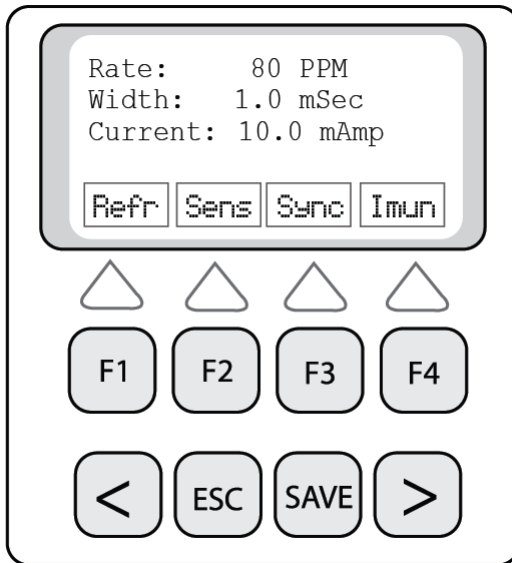 Rate: 80 PPM
Width: 1.0 mSec
Current: 10.0 mAmp
Refr Sens Sync Imun
F1 F2 F3 F4
< ESC SAVE >